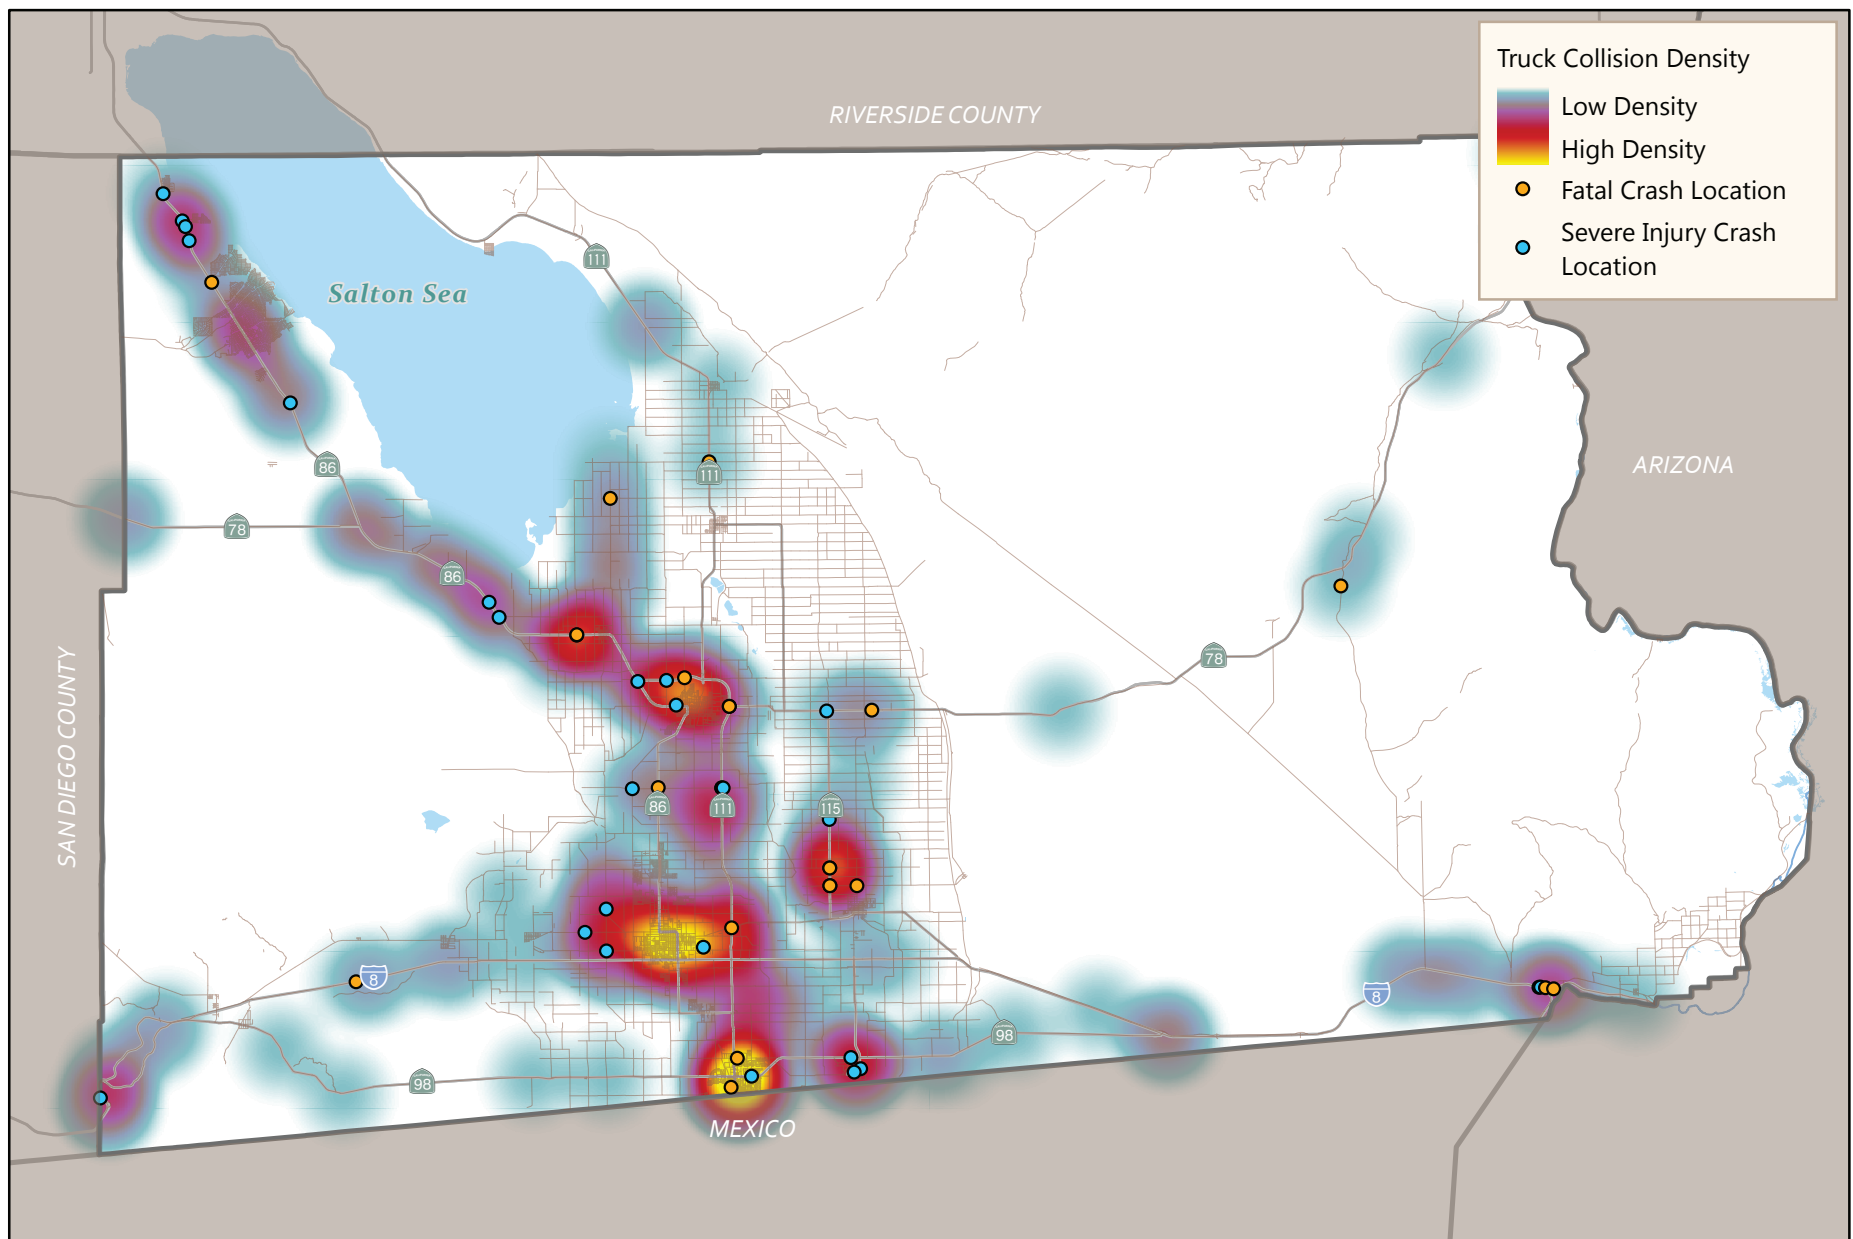 Truck Collision Density
Low Density
High Density
Fatal Crash Location
Severe Injury Crash
Location
RIVERSIDE COUNTY
111
Salton Sea
86
111
ARIZONA
78
86
78
SAN DIEGO COUNTY
86
111
115
8
8
98
98
MEXICO